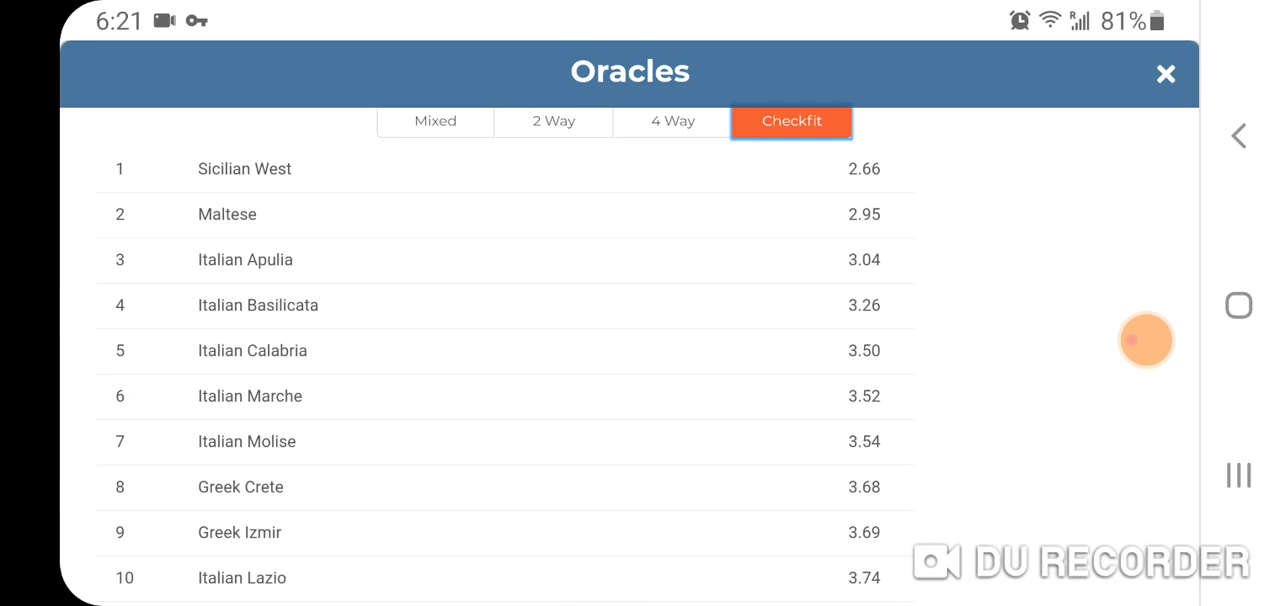 6:21 81%
Oracles ×
Mixed 2 Way 4 Way Checkfit
1 Sicilian West 2.66
2 Maltese 2.95
3 Italian Apulia 3.04
4 Italian Basilicata 3.26
5 Italian Calabria 3.50
6 Italian Marche 3.52
7 Italian Molise 3.54
8 Greek Crete 3.68
9 Greek Izmir 3.69
10 Italian Lazio 3.74
DU RECORDER